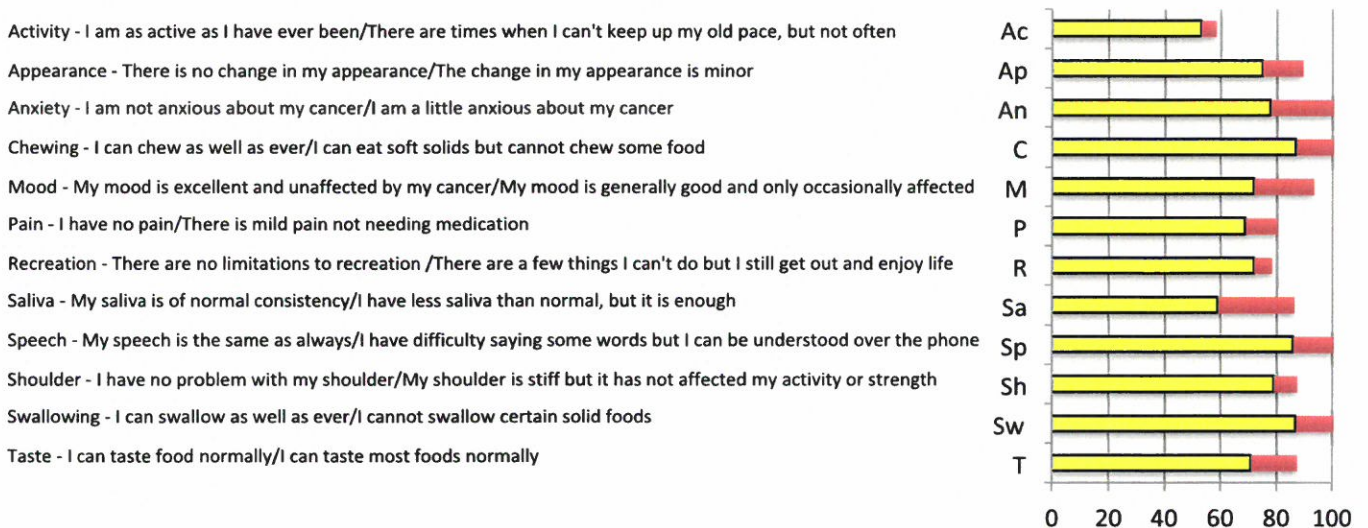 Activity - I am as active as I have ever been/There are times when I can't keep up my old pace, but not often Ac
Appearance - There is no change in my appearance/The change in my appearance is minor Ap
Anxiety - I am not anxious about my cancer/I am a little anxious about my cancer An
Chewing - I can chew as well as ever/I can eat soft solids but cannot chew some food C
Mood - My mood is excellent and unaffected by my cancer/My mood is generally good and only occasionally affected M
Pain - I have no pain/There is mild pain not needing medication P
Recreation - There are no limitations to recreation /There are a few things I can't do but I still get out and enjoy life R
Saliva - My saliva is of normal consistency/I have less saliva than normal, but it is enough Sa
Speech - My speech is the same as always/I have difficulty saying some words but I can be understood over the phone Sp
Shoulder - I have no problem with my shoulder/My shoulder is stiff but it has not affected my activity or strength Sh
Swallowing - I can swallow as well as ever/I cannot swallow certain solid foods Sw
Taste - I can taste food normally/I can taste most foods normally T
0 20 40 60 80 100